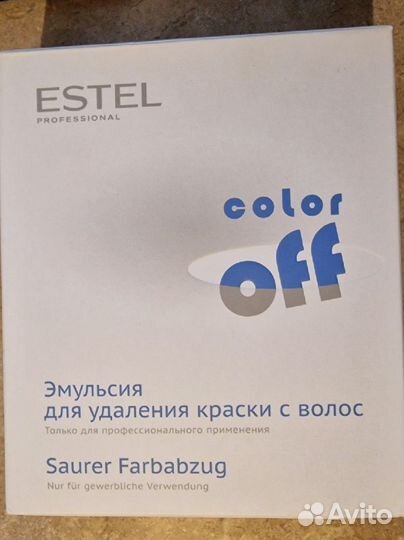 ESTEL
PROFESSIONAL
color
off
Эмульсия
для удаления краски с волос
Только для профессионального применения
Saurer Farbabzug
Nur für gewerbliche Verwendung
Avito